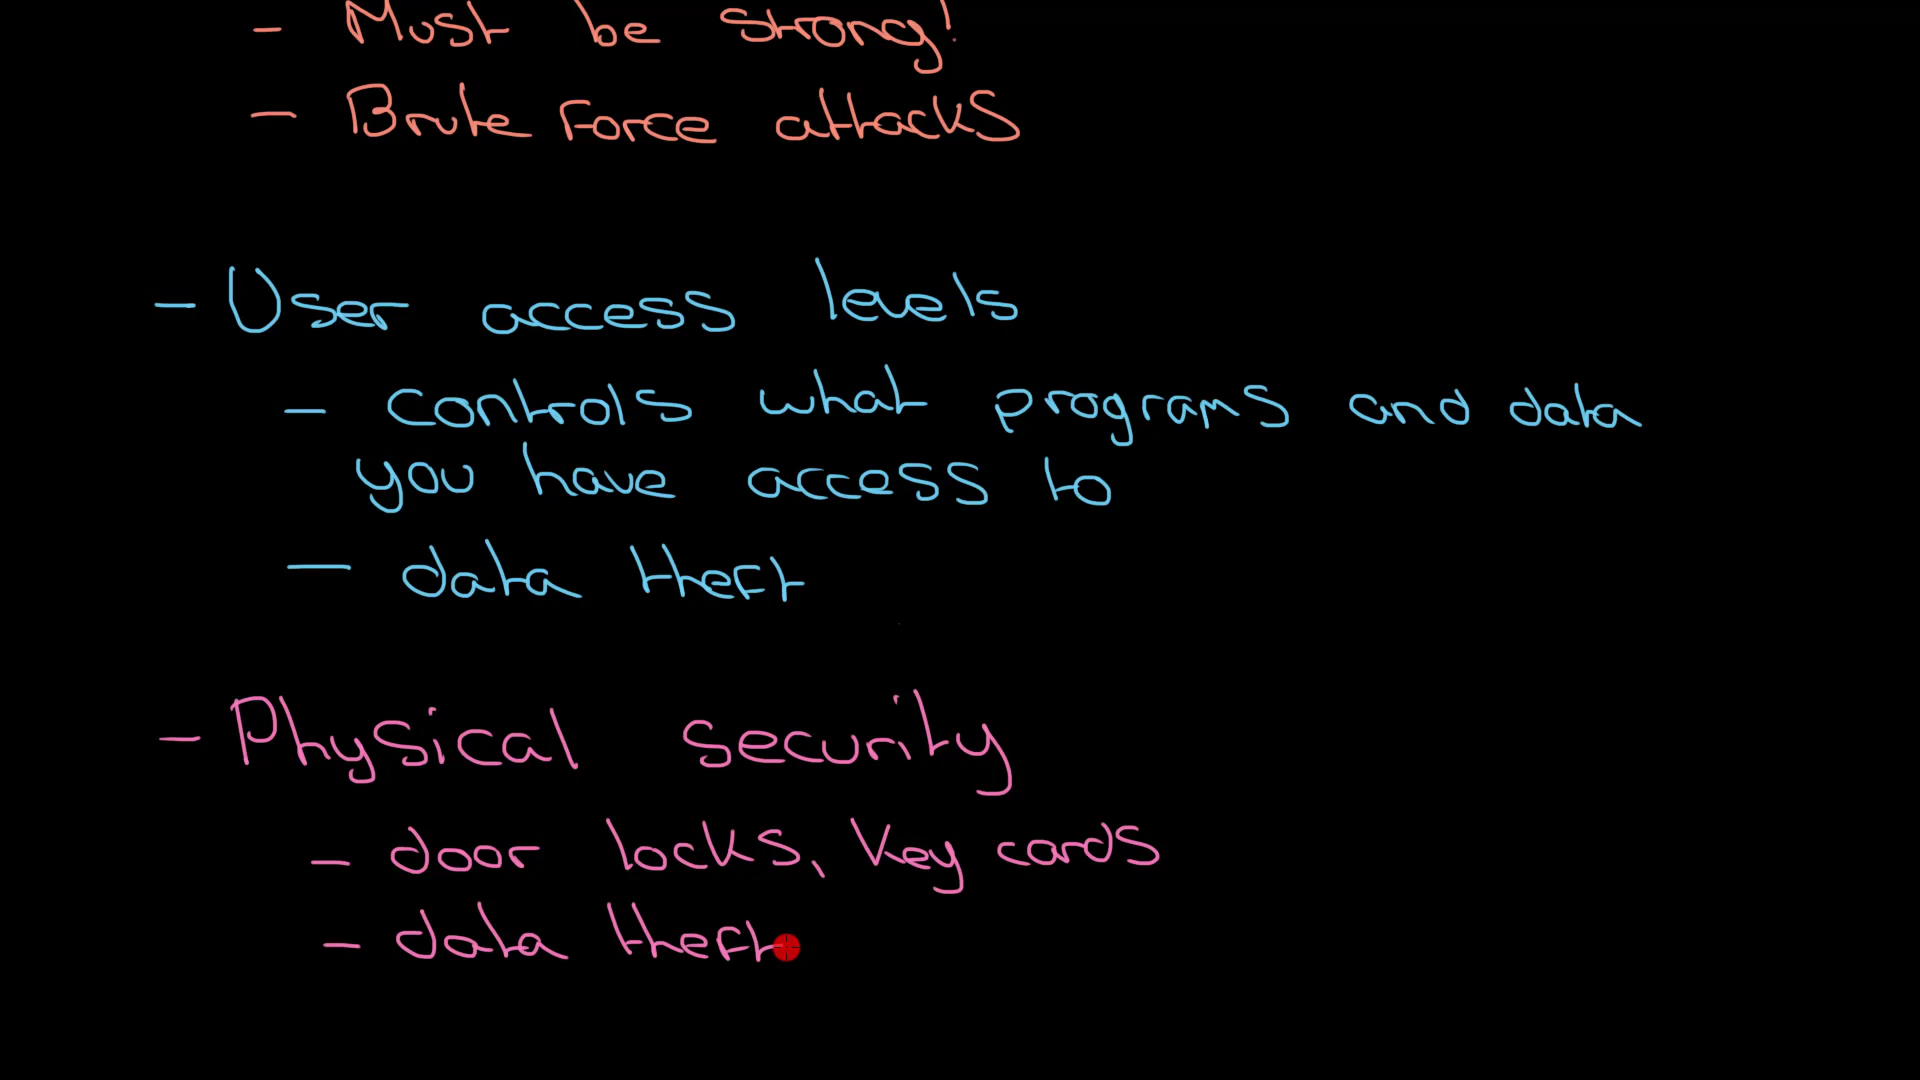 - Must be strong!
- Brute Force attacks
- User access levels
- controls what programs and data
you have access to
- data theft
- Physical security
- door locks, key cards
- data theft